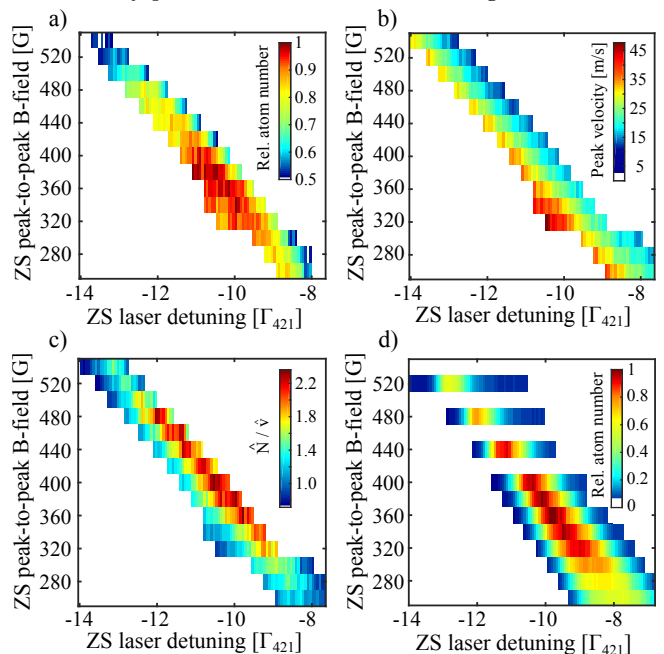 a)
ZS peak-to-peak B-field [G]
520
480
440
400
360
320
280
Rel. atom number
1
0.9
0.8
0.7
0.6
0.5
-14 -12 -10 -8
ZS laser detuning [Γ421]
b)
ZS peak-to-peak B-field [G]
520
480
440
400
360
320
280
Peak velocity [m/s]
45
35
25
15
5
-14 -12 -10 -8
ZS laser detuning [Γ421]
c)
ZS peak-to-peak B-field [G]
520
480
440
400
360
320
280
N̂ / v̂
2.2
1.8
1.4
1.0
-14 -12 -10 -8
ZS laser detuning [Γ421]
d)
ZS peak-to-peak B-field [G]
520
480
440
400
360
320
280
Rel. atom number
1
0.8
0.6
0.4
0.2
0
-14 -12 -10 -8
ZS laser detuning [Γ421]